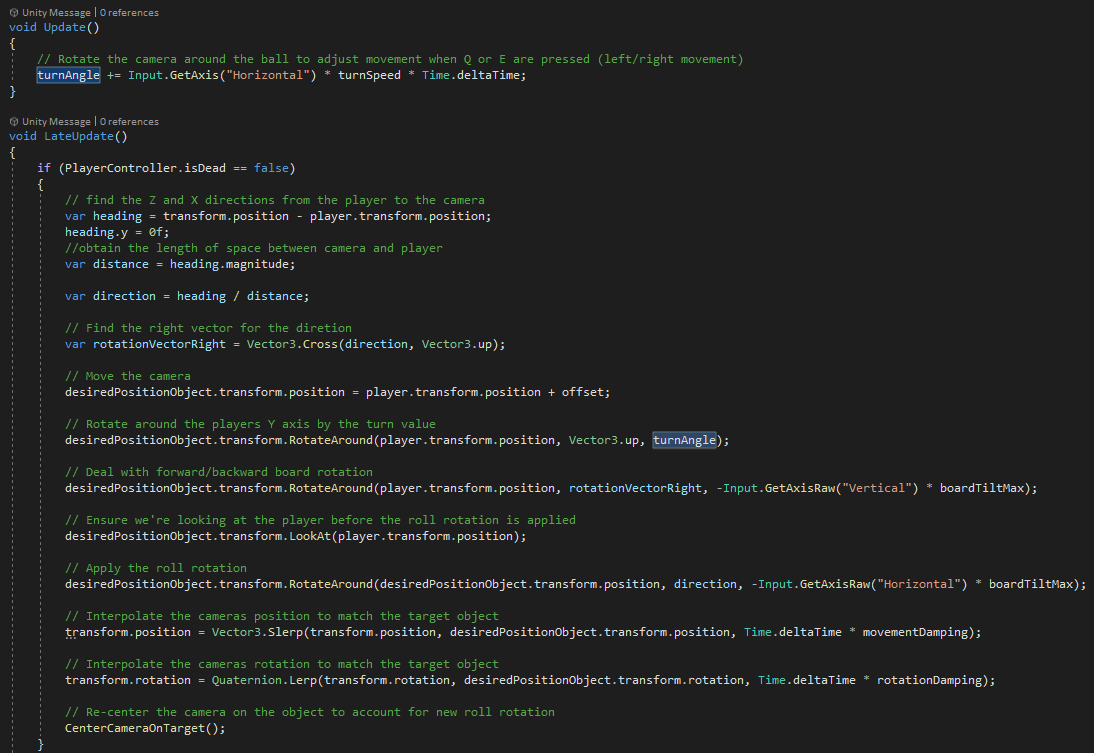 Unity Message | 0 references
void Update()
{
// Rotate the camera around the ball to adjust movement when Q or E are pressed (left/right movement)
turnAngle += Input.GetAxis("Horizontal") * turnSpeed * Time.deltaTime;
}
Unity Message | 0 references
void LateUpdate()
{
if (PlayerController.isDead == false)
{
// find the Z and X directions from the player to the camera
var heading = transform.position - player.transform.position;
heading.y = 0f;
//obtain the length of space between camera and player
var distance = heading.magnitude;
var direction = heading / distance;
// Find the right vector for the diretion
var rotationVectorRight = Vector3.Cross(direction, Vector3.up);
// Move the camera
desiredPositionObject.transform.position = player.transform.position + offset;
// Rotate around the players Y axis by the turn value
desiredPositionObject.transform.RotateAround(player.transform.position, Vector3.up, turnAngle);
// Deal with forward/backward board rotation
desiredPositionObject.transform.RotateAround(player.transform.position, rotationVectorRight, -Input.GetAxisRaw("Vertical") * boardTiltMax);
// Ensure we're looking at the player before the roll rotation is applied
desiredPositionObject.transform.LookAt(player.transform.position);
// Apply the roll rotation
desiredPositionObject.transform.RotateAround(desiredPositionObject.transform.position, direction, -Input.GetAxisRaw("Horizontal") * boardTiltMax);
// Interpolate the cameras position to match the target object
transform.position = Vector3.Slerp(transform.position, desiredPositionObject.transform.position, Time.deltaTime * movementDamping);
// Interpolate the cameras rotation to match the target object
transform.rotation = Quaternion.Lerp(transform.rotation, desiredPositionObject.transform.rotation, Time.deltaTime * rotationDamping);
// Re-center the camera on the object to account for new roll rotation
CenterCameraOnTarget();
}